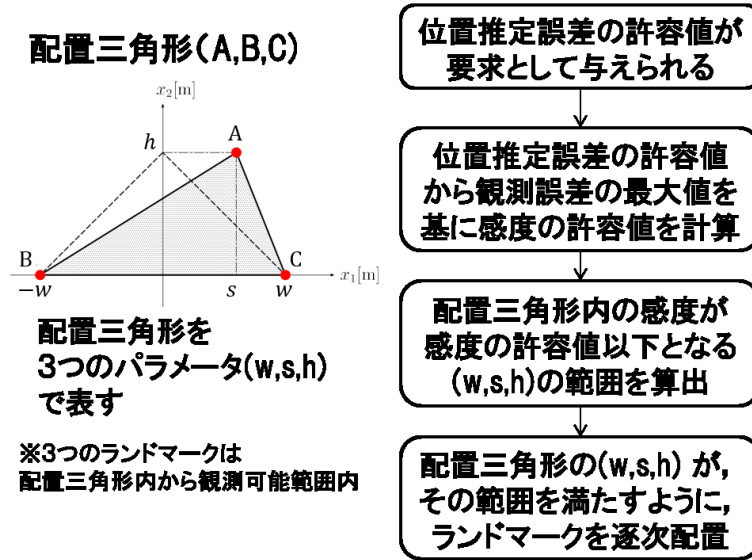 配置三角形(A,B,C)
x₂[m]
h
A
B
C
−w
s
w
x₁[m]
配置三角形を
3つのパラメータ(w,s,h)
で表す
※3つのランドマークは
配置三角形内から観測可能範囲内
位置推定誤差の許容値が
要求として与えられる
位置推定誤差の許容値
から観測誤差の最大値を
基に感度の許容値を計算
配置三角形内の感度が
感度の許容値以下となる
(w,s,h)の範囲を算出
配置三角形の(w,s,h) が,
その範囲を満たすように,
ランドマークを逐次配置